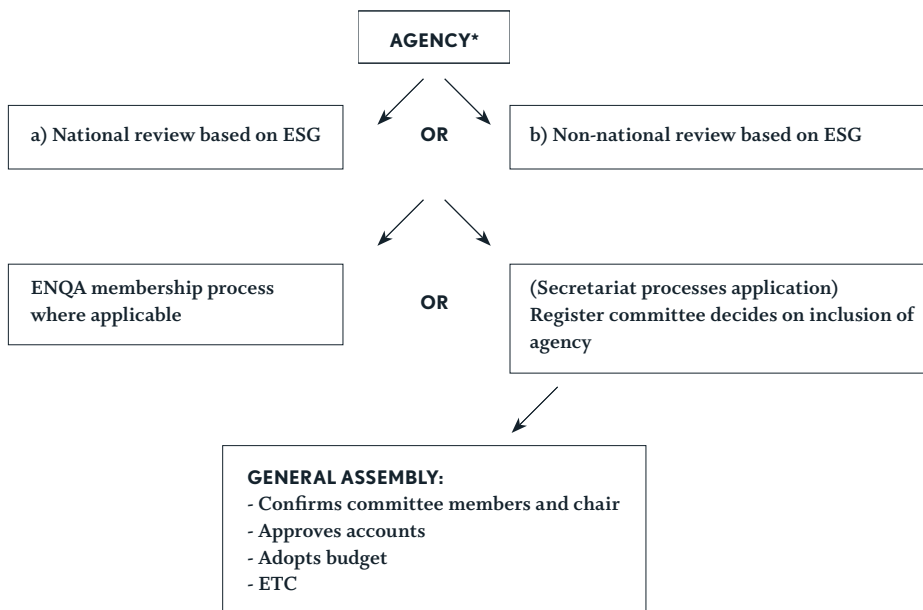 AGENCY*
a) National review based on ESG
OR
b) Non-national review based on ESG
ENQA membership process
where applicable
OR
(Secretariat processes application)
Register committee decides on inclusion of
agency
GENERAL ASSEMBLY:
- Confirms committee members and chair
- Approves accounts
- Adopts budget
- ETC